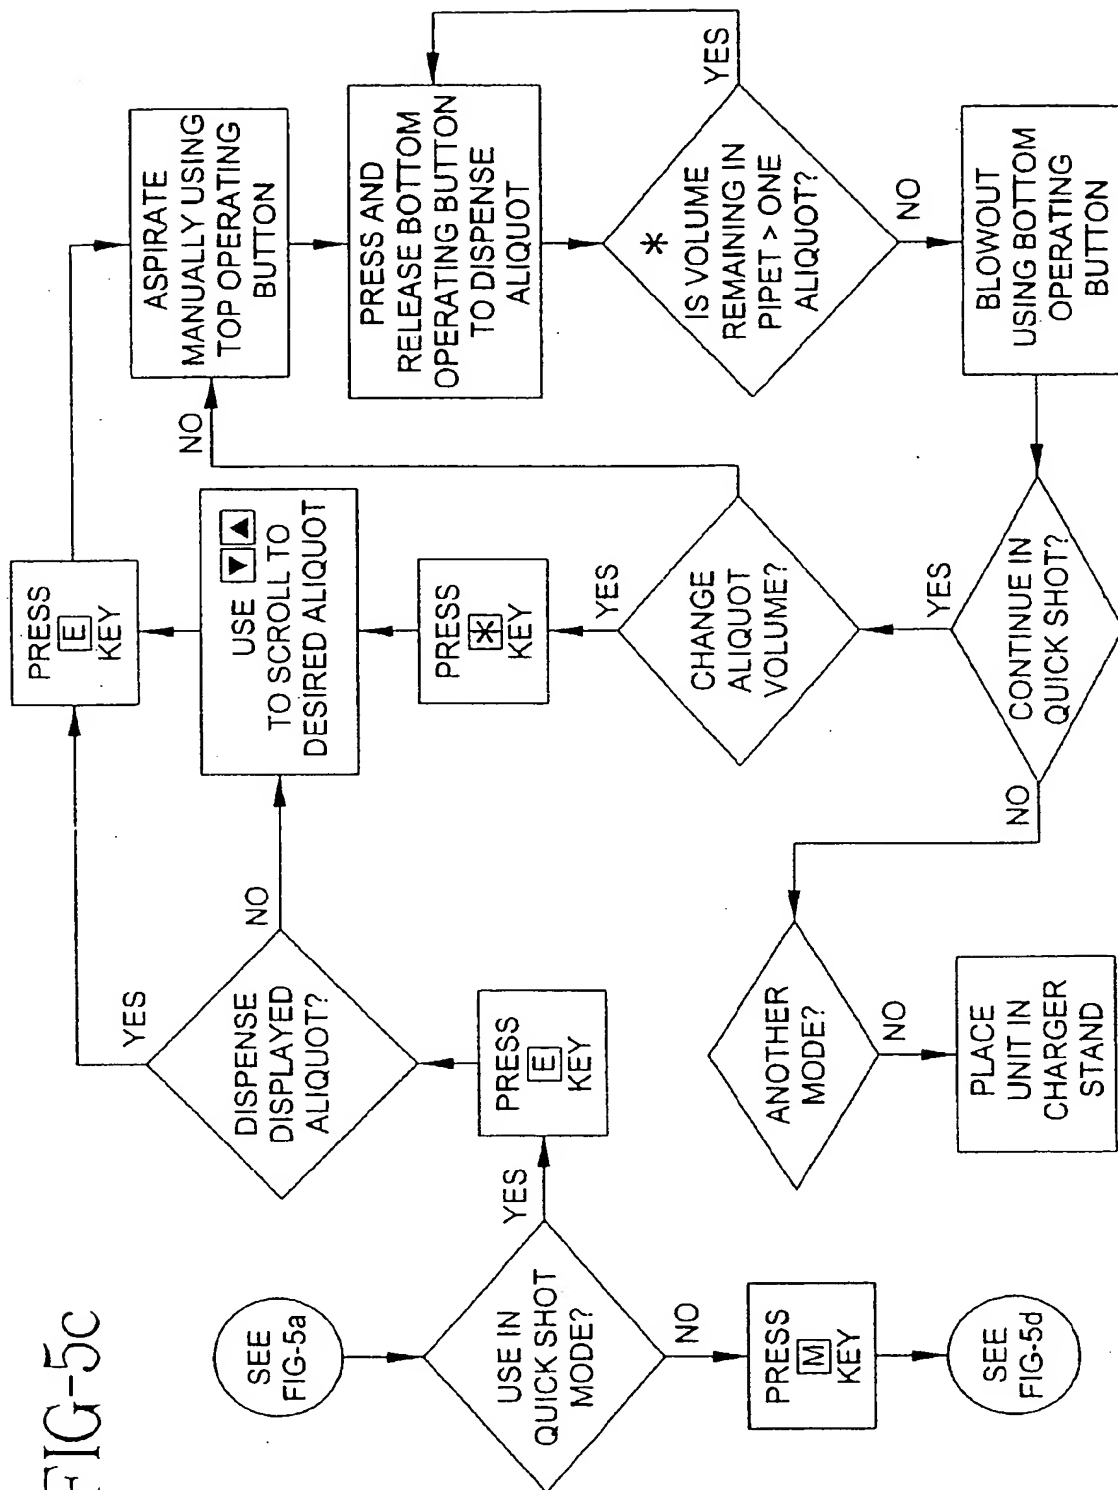 FIG-5c
SEE
FIG-5a
USE IN
QUICK SHOT
MODE?
NO
PRESS
M
KEY
SEE
FIG-5d
YES
PRESS
E
KEY
DISPENSE
DISPLAYED
ALIQUOT?
YES
NO
PRESS
E
KEY
USE ▼▲
TO SCROLL TO
DESIRED ALIQUOT
PRESS
*
KEY
YES
CHANGE
ALIQUOT
VOLUME?
NO
YES
CONTINUE IN
QUICK SHOT?
NO
ANOTHER
MODE?
NO
PLACE
UNIT IN
CHARGER
STAND
ASPIRATE
MANUALLY USING
TOP OPERATING
BUTTON
PRESS AND
RELEASE BOTTOM
OPERATING BUTTON
TO DISPENSE
ALIQUOT
*
IS VOLUME
REMAINING IN
PIPET > ONE
ALIQUOT?
YES
NO
BLOWOUT
USING BOTTOM
OPERATING
BUTTON